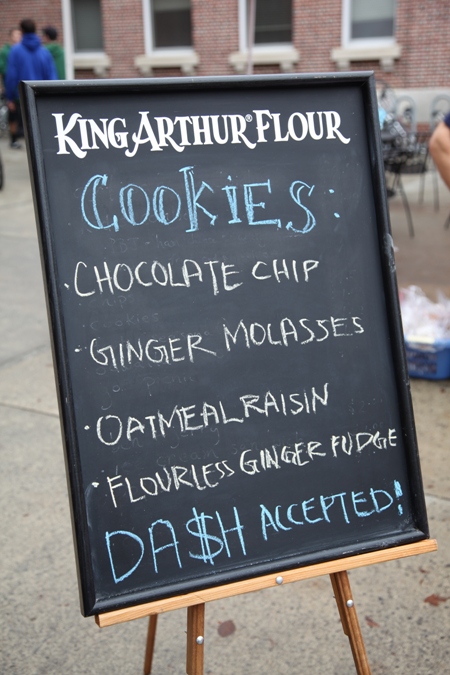 KING ARTHUR® FLOUR
COOKIES:
· CHOCOLATE CHIP
· GINGER MOLASSES
· OATMEAL RAISIN
· FLOURLESS GINGER FUDGE
DA$H ACCEPTED!